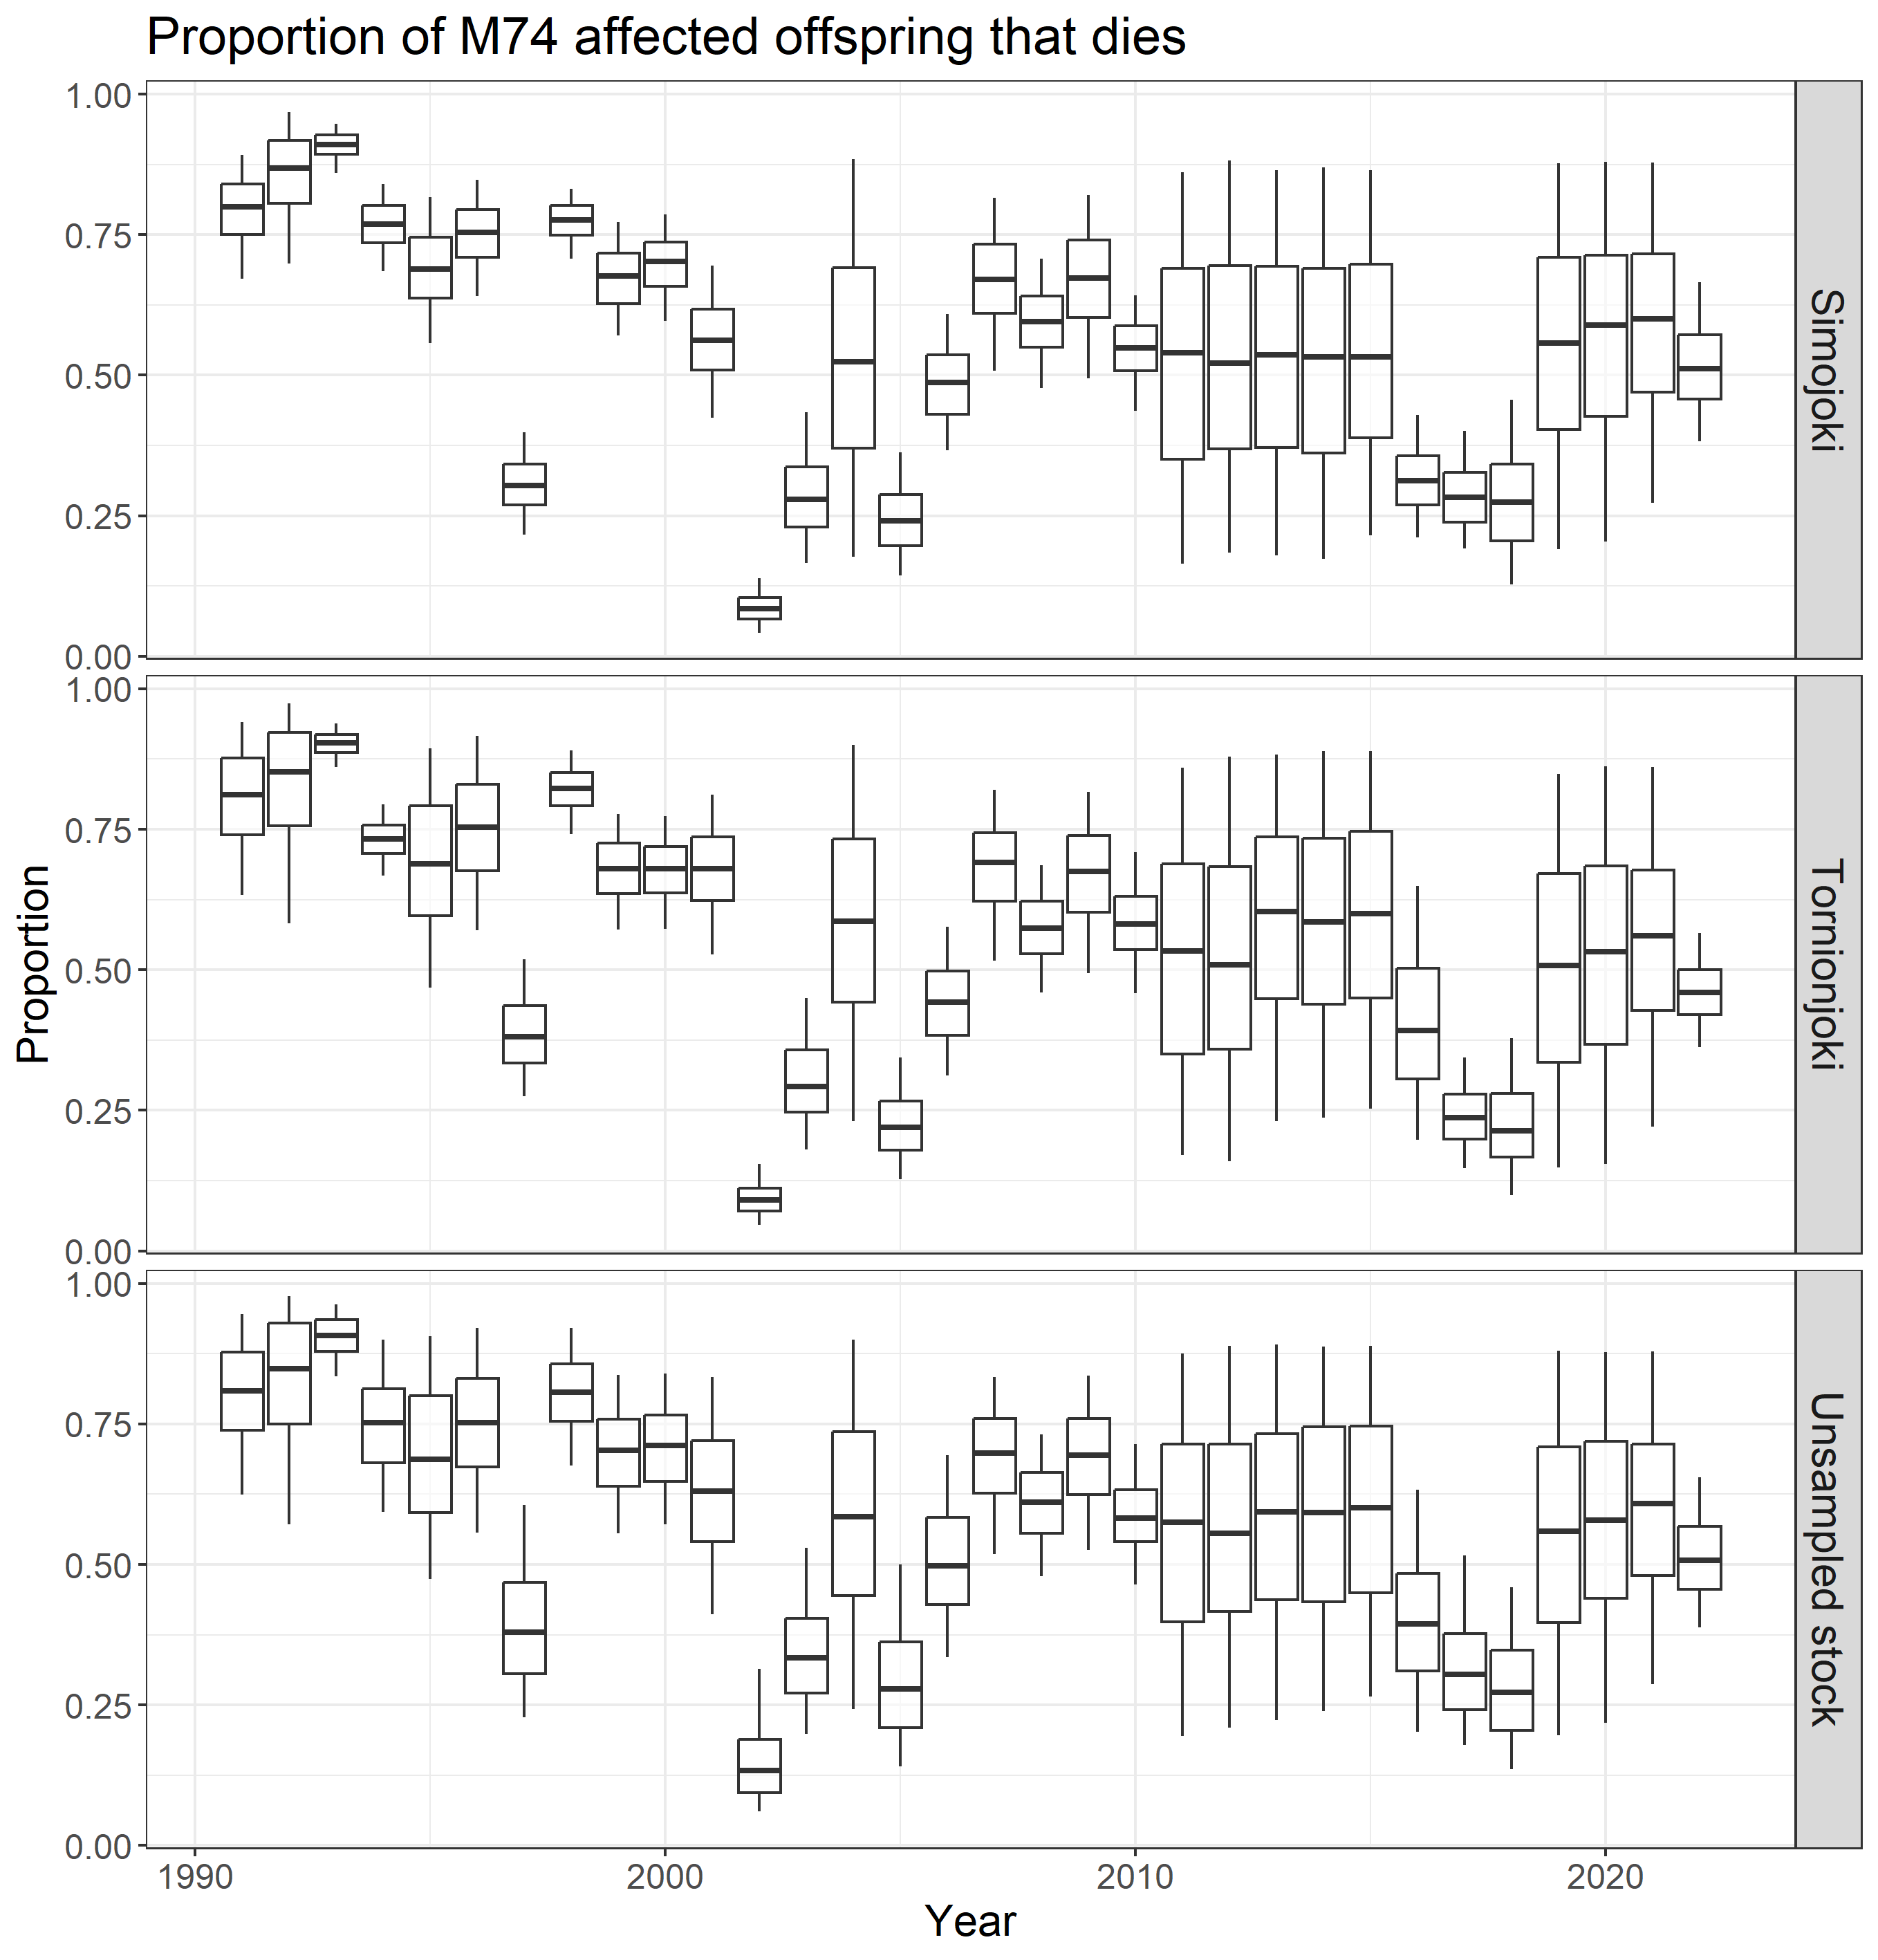 Proportion of M74 affected offspring that dies
Proportion
1.00
0.75
0.50
0.25
0.00
Simojoki
1.00
0.75
0.50
0.25
0.00
Tornionjoki
1.00
0.75
0.50
0.25
0.00
Unsampled stock
1990 2000 2010 2020
Year